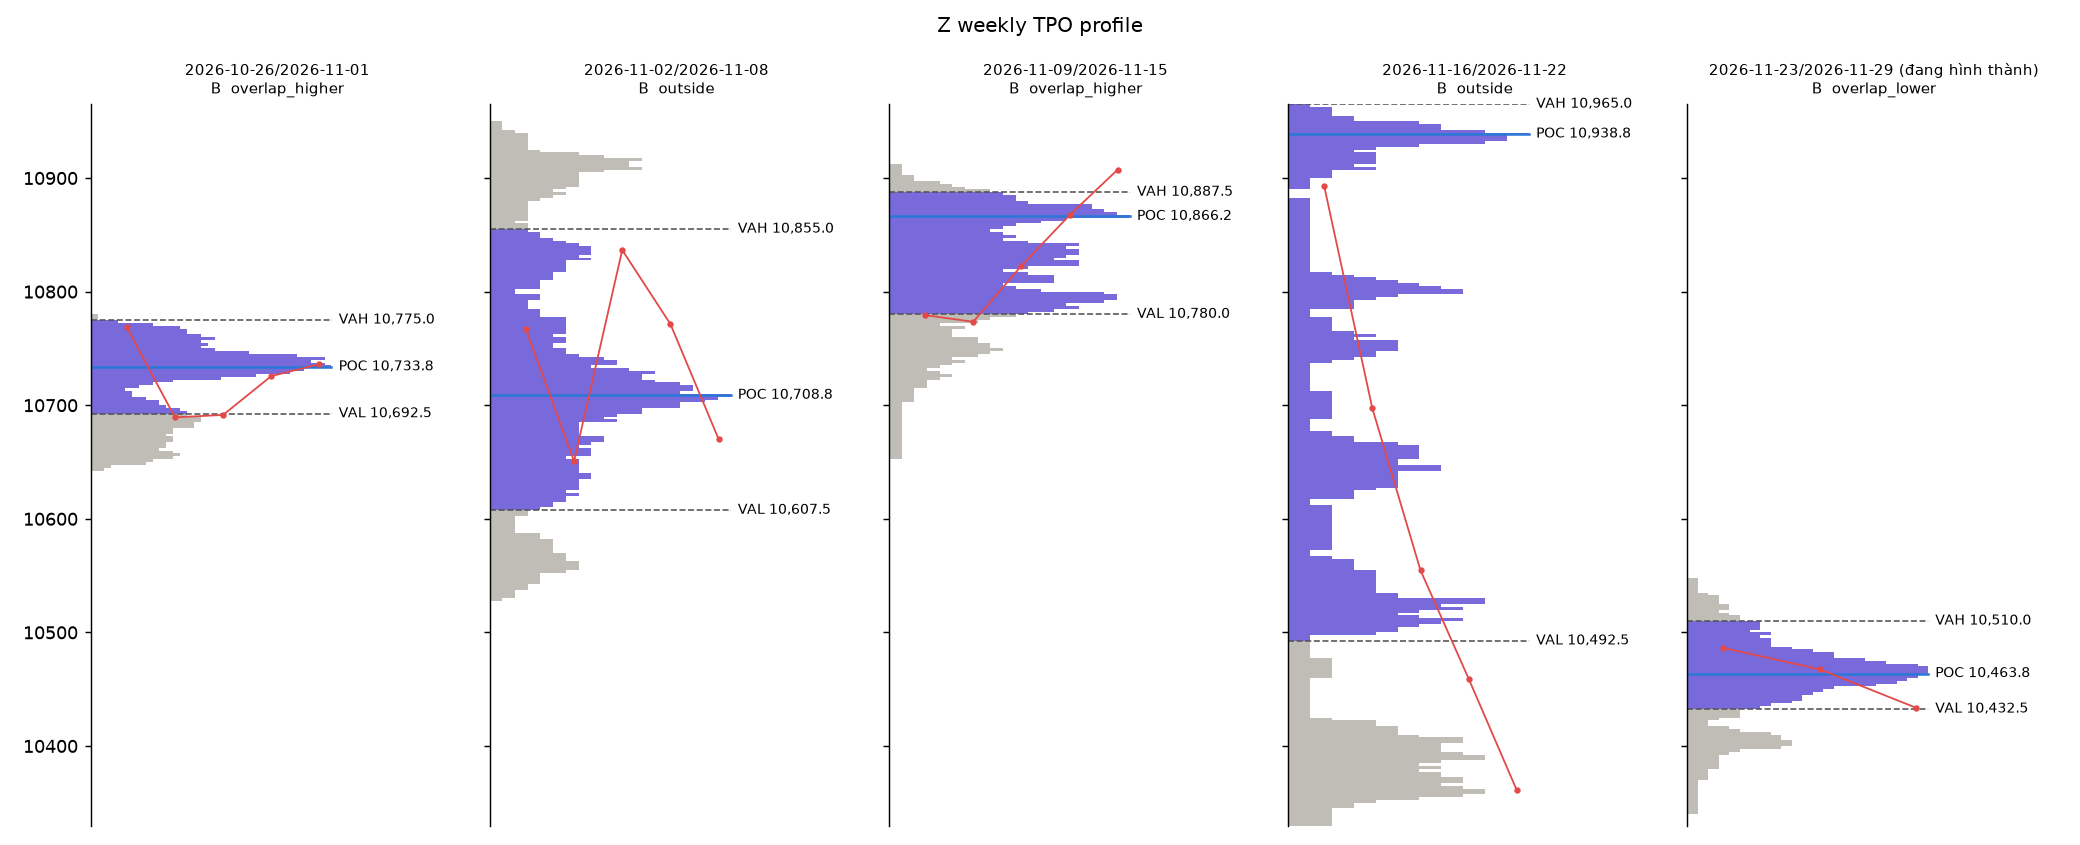 Z weekly TPO profile
2026-10-26/2026-11-01
B overlap_higher
VAH 10,775.0
POC 10,733.8
VAL 10,692.5
2026-11-02/2026-11-08
B outside
VAH 10,855.0
POC 10,708.8
VAL 10,607.5
2026-11-09/2026-11-15
B overlap_higher
VAH 10,887.5
POC 10,866.2
VAL 10,780.0
2026-11-16/2026-11-22
B outside
VAH 10,965.0
POC 10,938.8
VAL 10,492.5
2026-11-23/2026-11-29 (đang hình thành)
B overlap_lower
VAH 10,510.0
POC 10,463.8
VAL 10,432.5
10900
10800
10700
10600
10500
10400